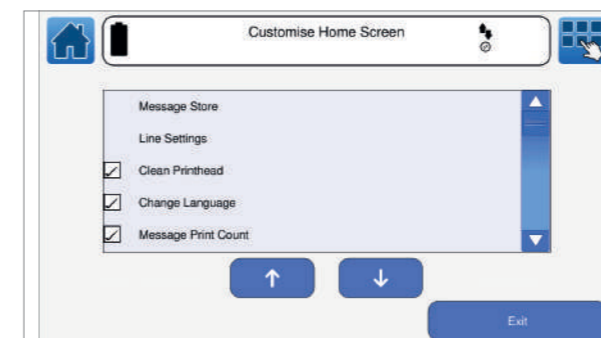 Customise Home Screen
Message Store
Line Settings
Clean Printhead
Change Language
Message Print Count
Exit